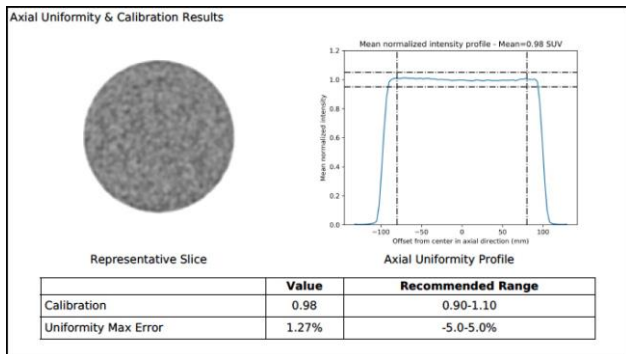 Axial Uniformity & Calibration Results
Mean normalized intensity profile - Mean=0.98 SUV
1.2
1.0
0.8
0.6
0.4
0.2
0.0
Mean normalized intensity
−100 −50 0 50 100
Offset from center in axial direction (mm)
Representative Slice Axial Uniformity Profile
Value Recommended Range
Calibration 0.98 0.90-1.10
Uniformity Max Error 1.27% -5.0-5.0%